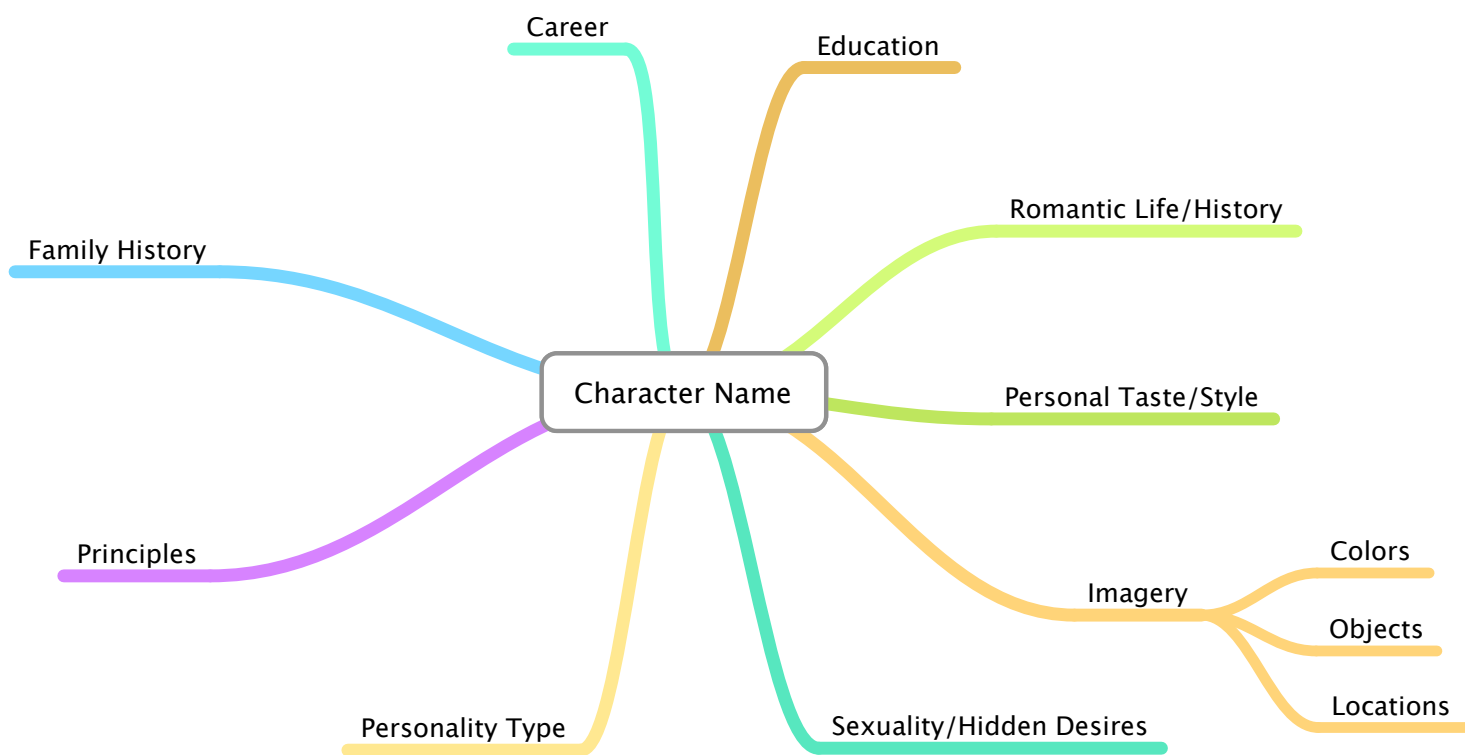 Career
Education
Romantic Life/History
Family History
Character Name
Personal Taste/Style
Principles
Colors
Imagery
Objects
Locations
Personality Type
Sexuality/Hidden Desires